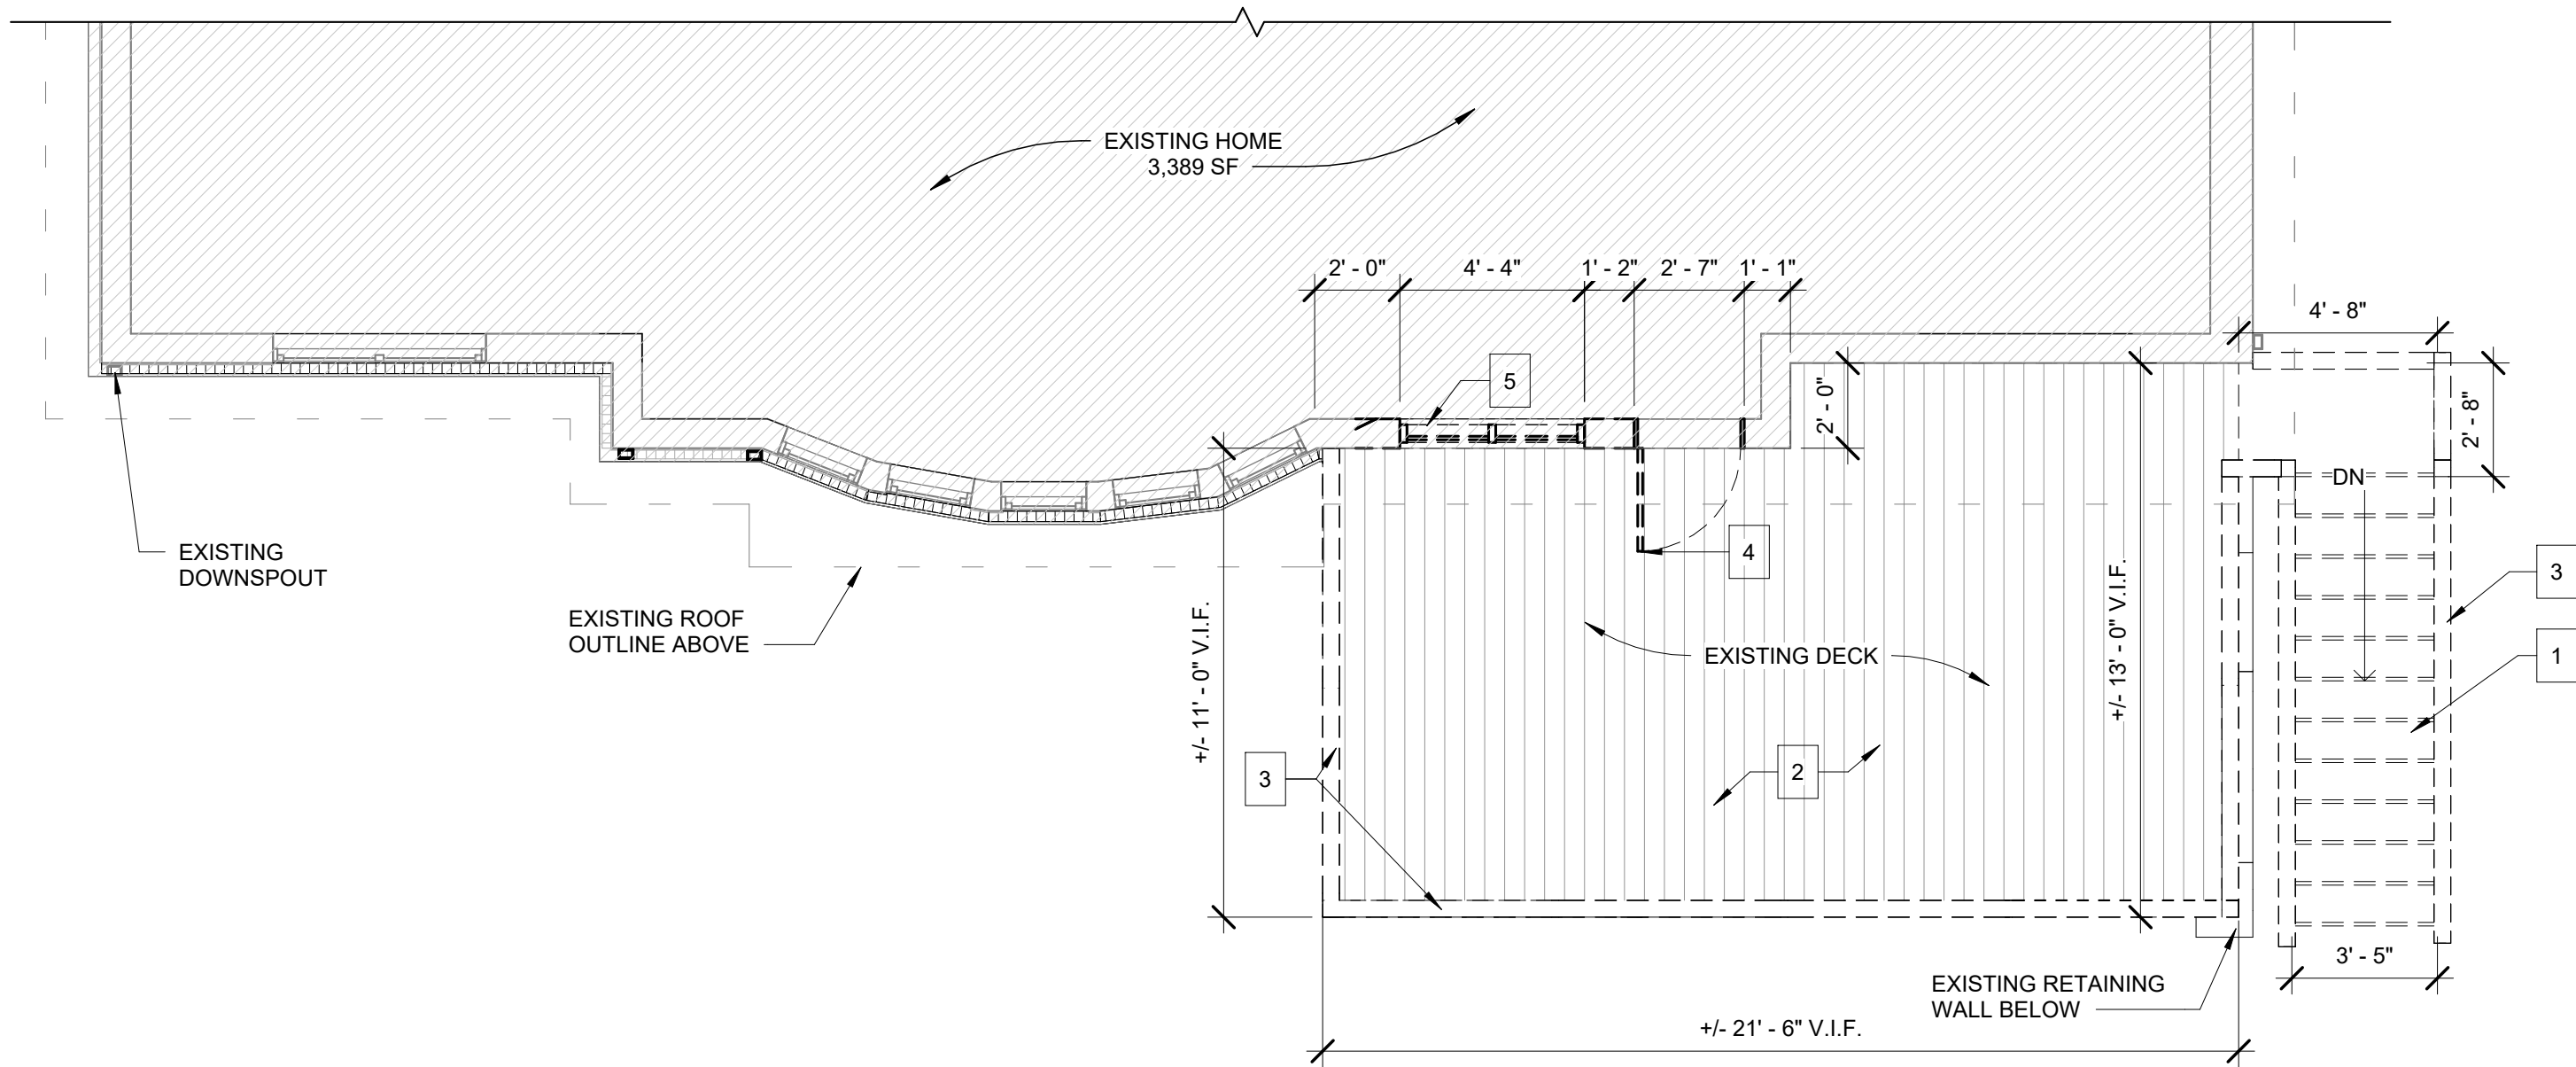 EXISTING HOME
3,389 SF
2' - 0"
4' - 4"
1' - 2"
2' - 7"
1' - 1"
4' - 8"
5
2' - 0"
2' - 8"
DN
EXISTING
DOWNSPOUT
4
3
EXISTING ROOF
OUTLINE ABOVE
+/- 11' - 0" V.I.F.
EXISTING DECK
+/- 13' - 0" V.I.F.
1
3
2
3' - 5"
EXISTING RETAINING
WALL BELOW
+/- 21' - 6" V.I.F.